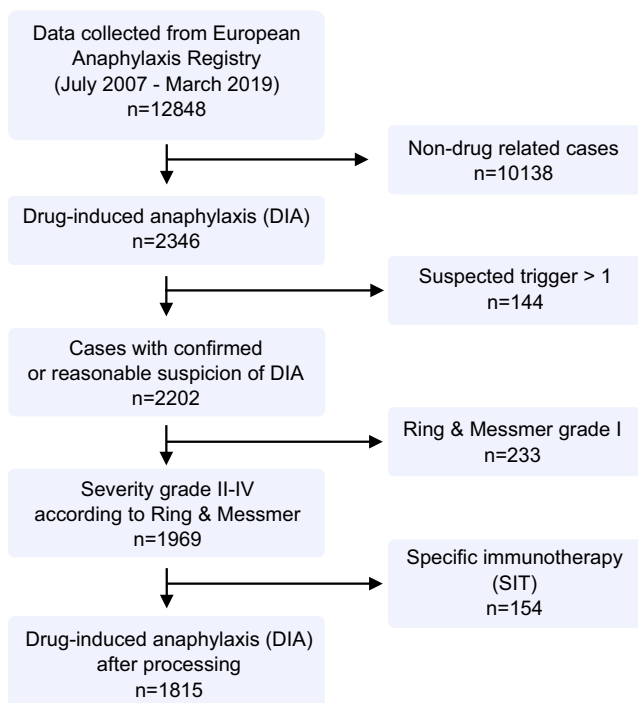 Data collected from European
Anaphylaxis Registry
(July 2007 - March 2019)
n=12848
Non-drug related cases
n=10138
Drug-induced anaphylaxis (DIA)
n=2346
Suspected trigger > 1
n=144
Cases with confirmed
or reasonable suspicion of DIA
n=2202
Ring & Messmer grade I
n=233
Severity grade II-IV
according to Ring & Messmer
n=1969
Specific immunotherapy
(SIT)
n=154
Drug-induced anaphylaxis (DIA)
after processing
n=1815